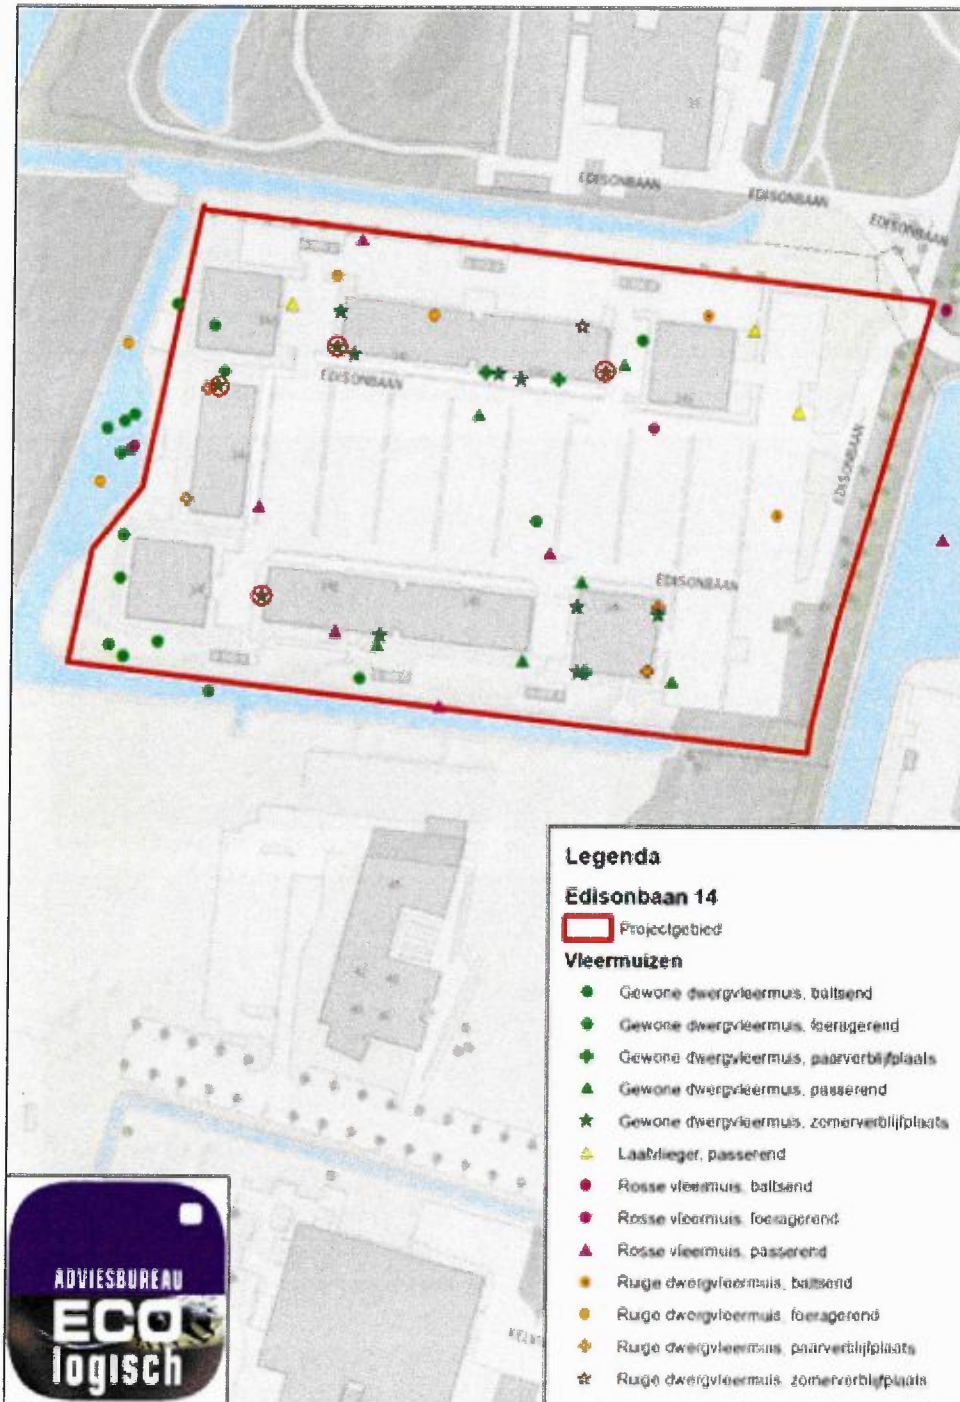 EDISONBAAN
EDISONBAAN
EDISONBAAN
EDISONBAAN
EDISONBAAN
EDISONBAAN
Legenda
Edisonbaan 14
Projectgebied
Vleermuizen
Gewone dwergvleermuis, baltsend
Gewone dwergvleermuis, foeragerend
Gewone dwergvleermuis, paarverblijfplaats
Gewone dwergvleermuis, passerend
Gewone dwergvleermuis, zomerverblijfplaats
Laatvlieger, passerend
Rosse vleermuis, baltsend
Rosse vleermuis, foeragerend
Rosse vleermuis, passerend
Ruige dwergvleermuis, baltsend
Ruige dwergvleermuis, foeragerend
Ruige dwergvleermuis, paarverblijfplaats
Ruige dwergvleermuis, zomerverblijfplaats
ADVIESBUREAU
ECO
logisch